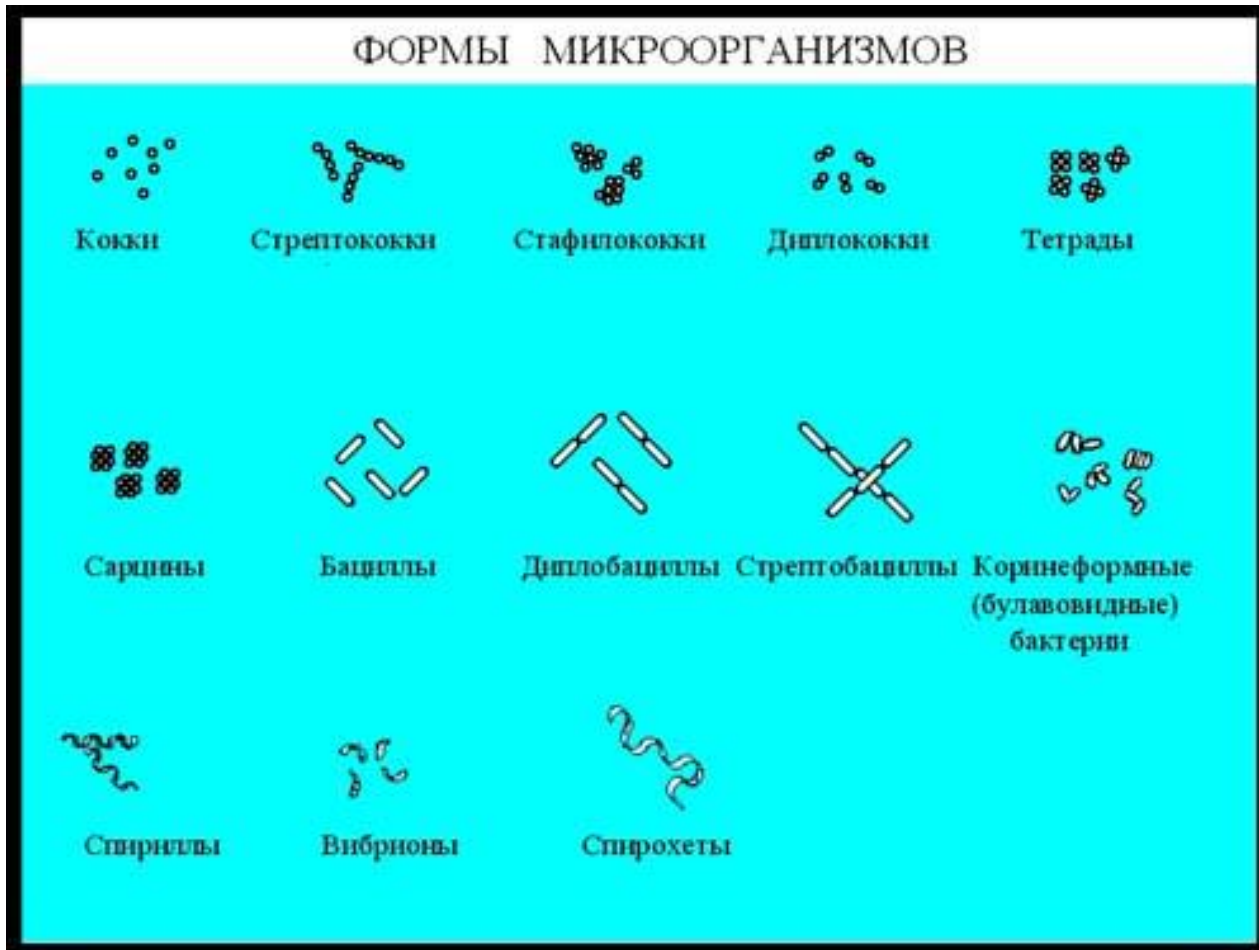 ФОРМЫ МИКРООРГАНИЗМОВ
Кокки Стрептококки Стафилококки Диплококки Тетрады
Сарцины Бациллы Диплобациллы Стрептобациллы Коринеформные
(булавовидные)
бактерии
Спириллы Вибрионы Спирохеты